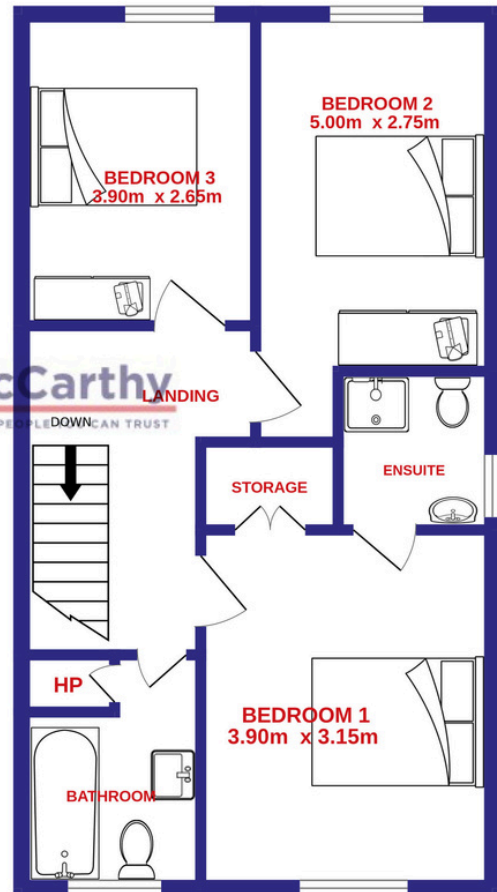 BEDROOM 2
5.00m x 2.75m
BEDROOM 3
3.90m x 2.65m
cCarthy
LANDING
PEOPLE YOU CAN TRUST
DOWN
ENSUITE
STORAGE
HP
BEDROOM 1
3.90m x 3.15m
BATHROOM